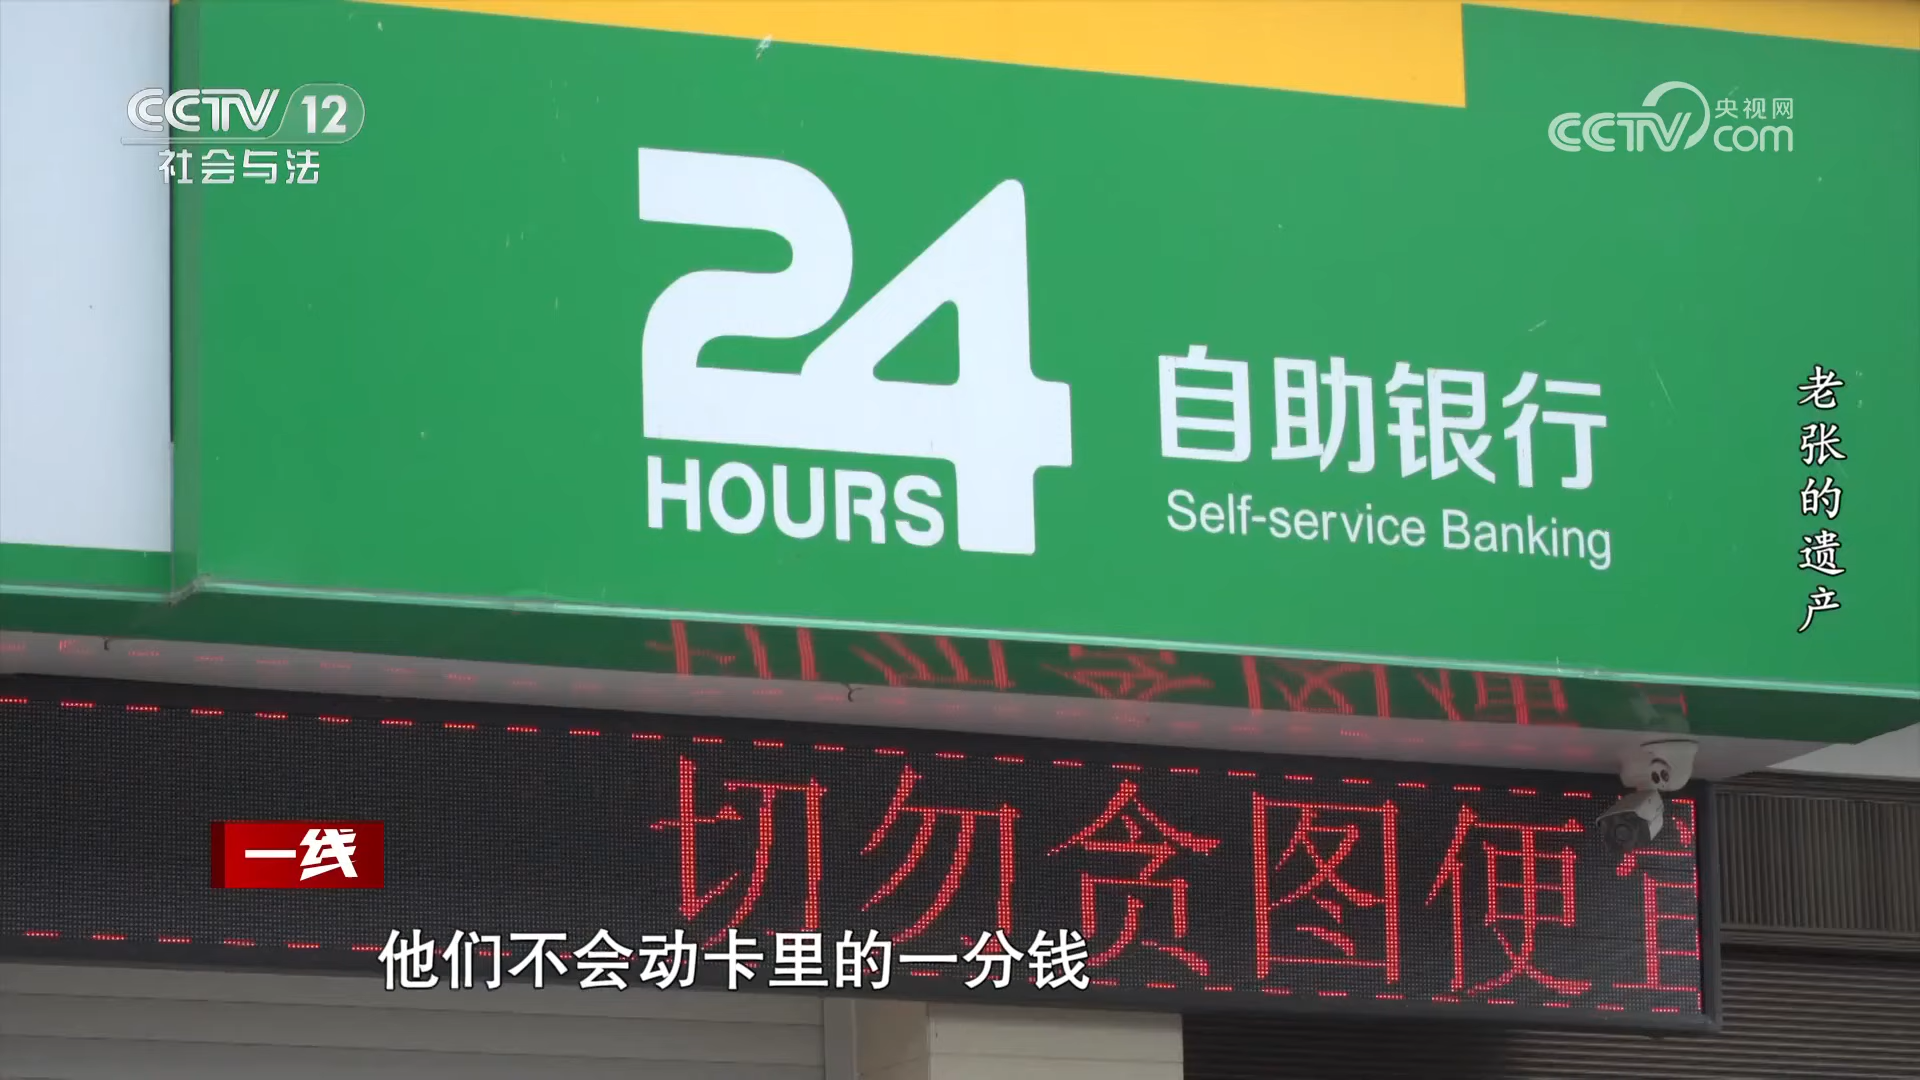 CCTV 12
社会与法
央视网
CCTV.com
24
HOURS
自助银行
Self-service Banking
老张的遗产
切勿贪图便宜
一线
他们不会动卡里的一分钱